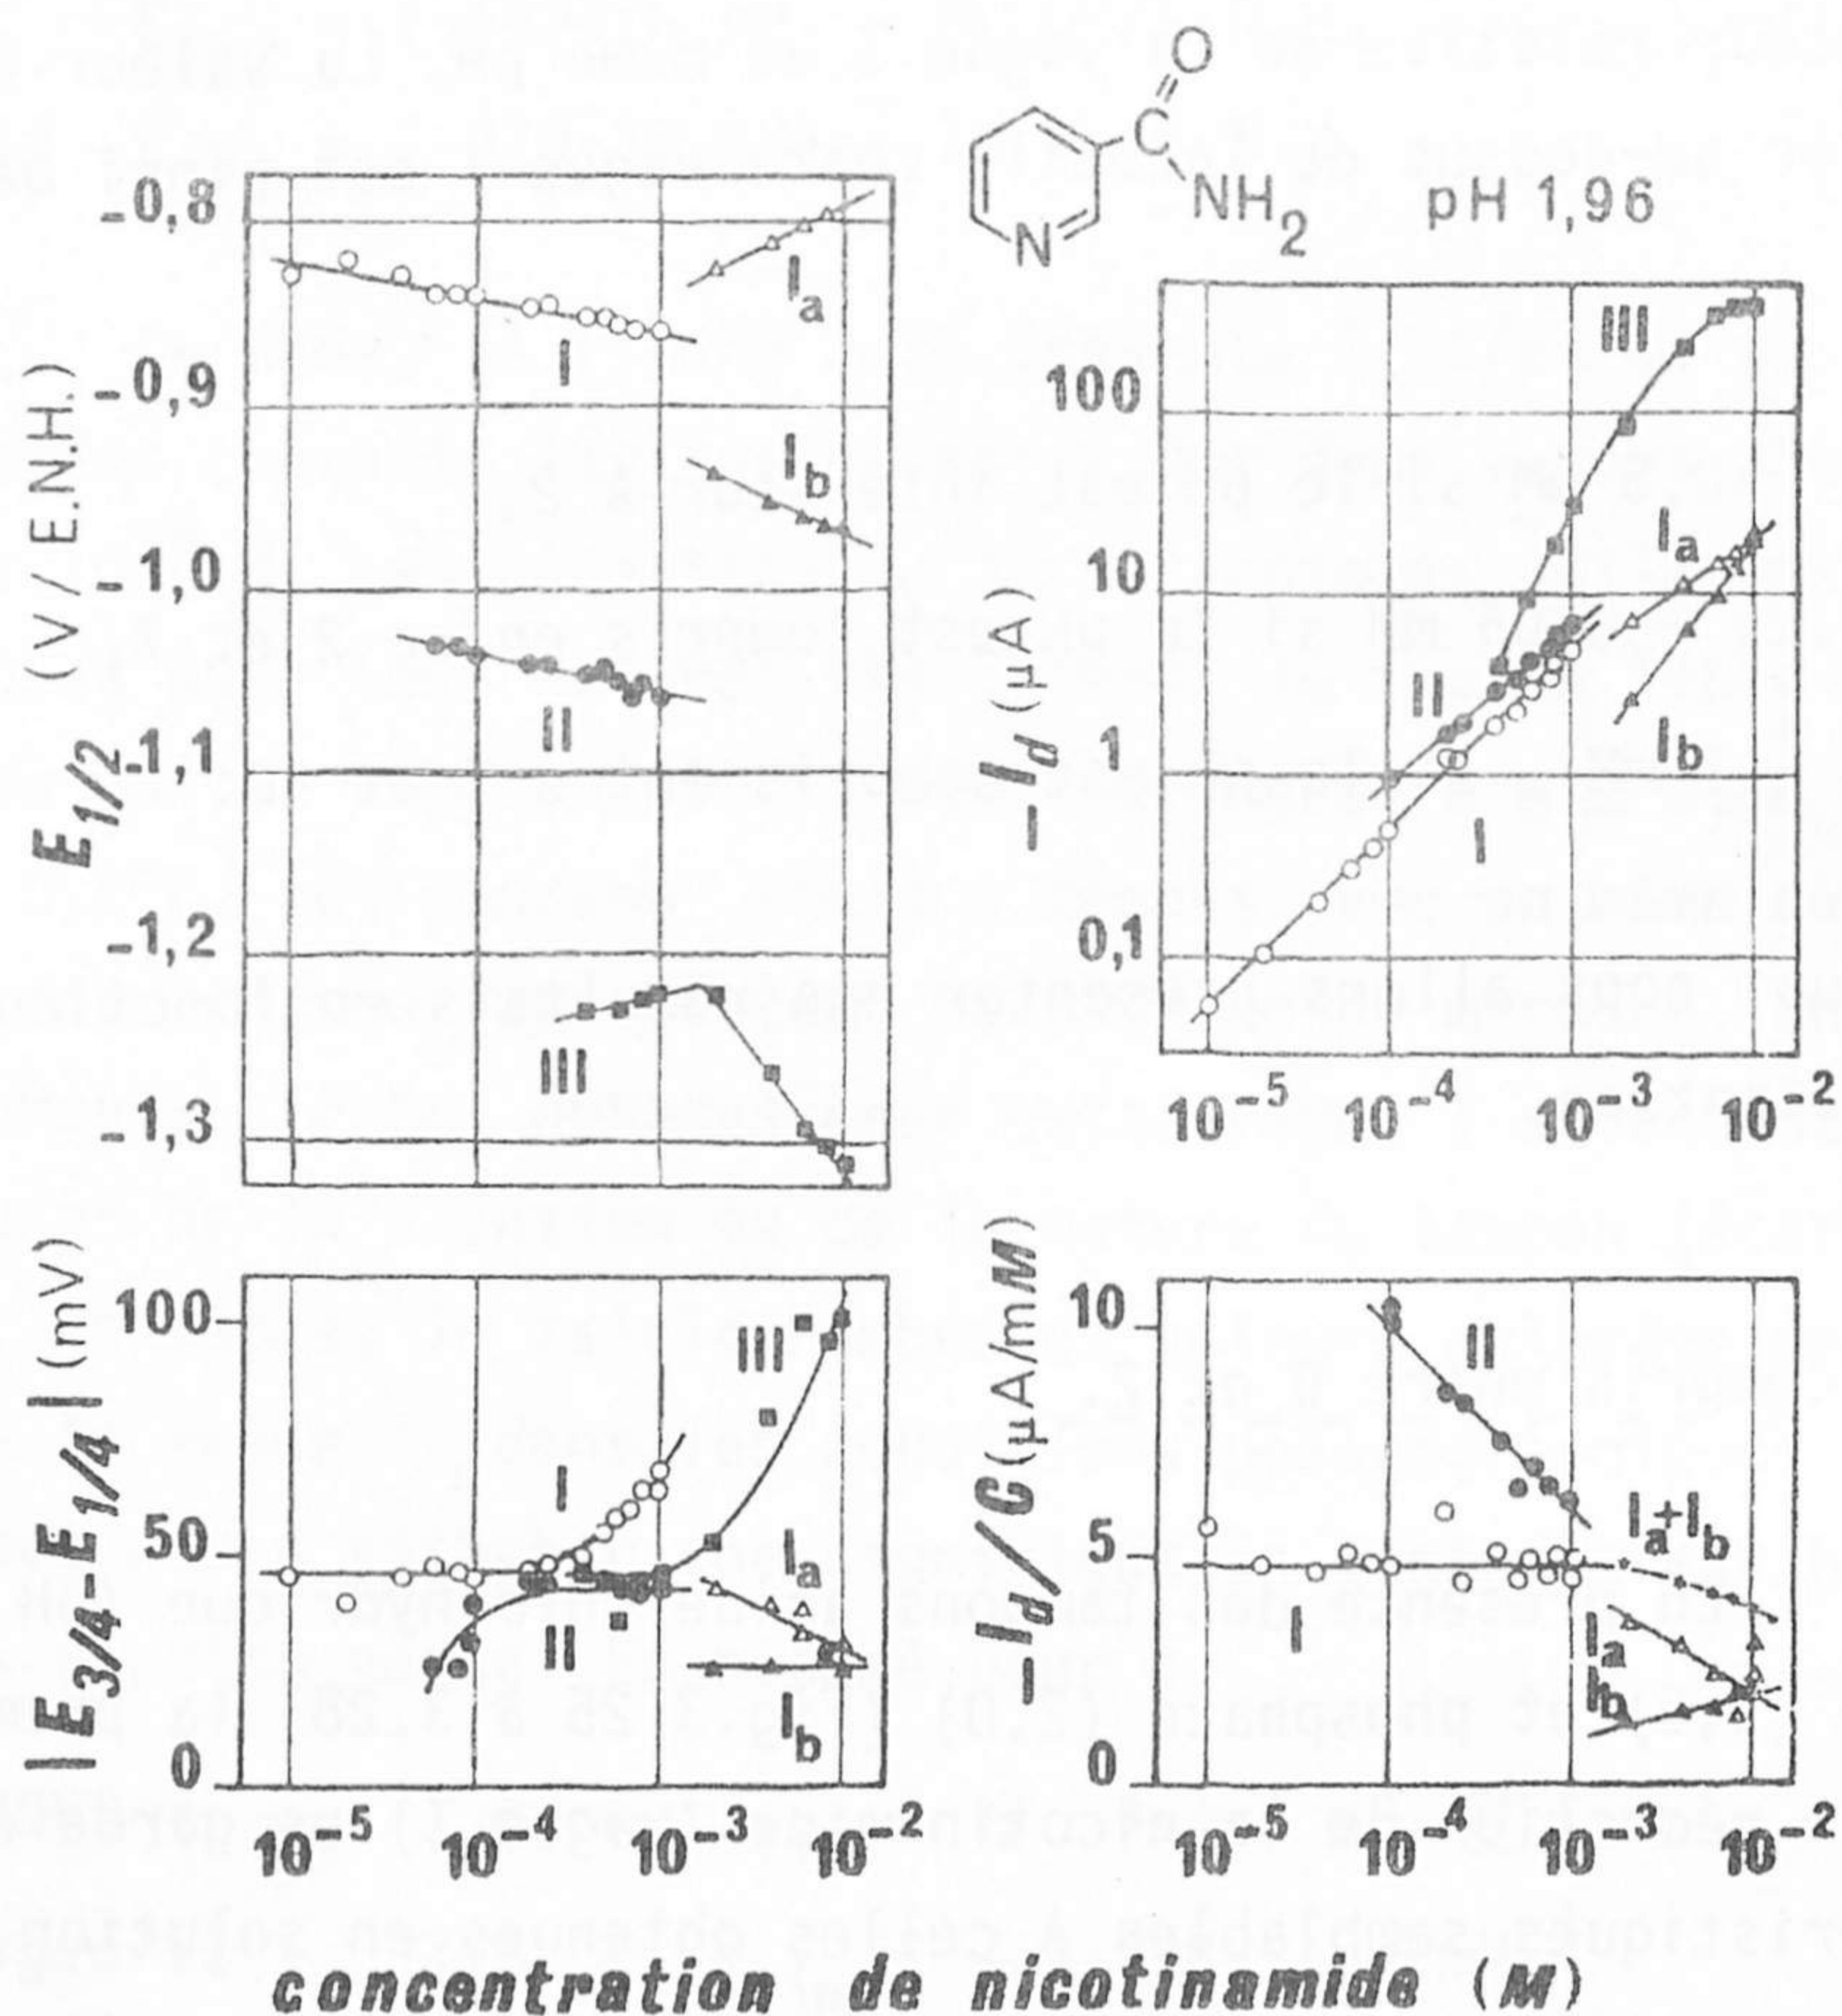 O
C
NH2
N
pH 1,96
-0,8
-0,9
-1,0
-1,1
-1,2
-1,3
E1/2 (V/E.N.H.)
Ia
I
Ib
II
III
100
10
1
0,1
-Id (µA)
III
Ia
II
Ib
I
10-5 10-4 10-3 10-2
100
50
0
|E3/4-E1/4| (mV)
III
I
Ia
II
Ib
10-5 10-4 10-3 10-2
10
5
0
-Id/C (µA/mM)
II
Ia+Ib
I
Ia
Ib
10-5 10-4 10-3 10-2
concentration de nicotinamide (M)